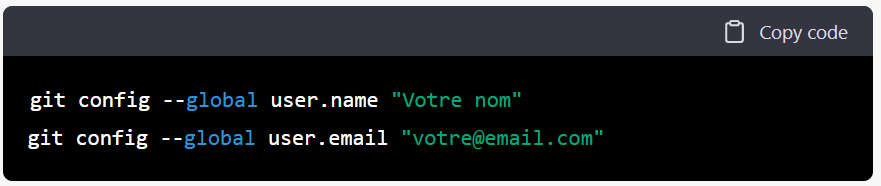 Copy code
git config --global user.name "Votre nom"
git config --global user.email "votre@email.com"